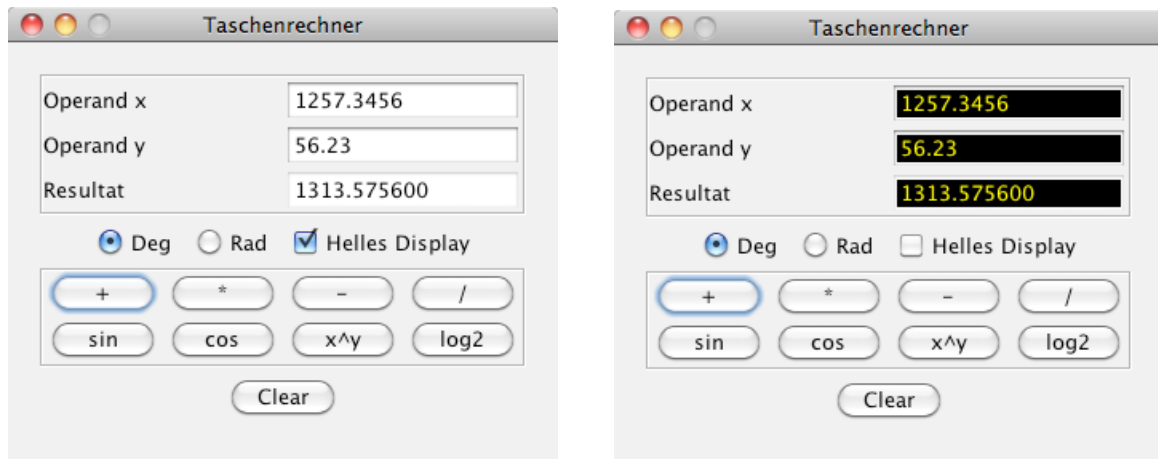 Taschenrechner
Operand x 1257.3456
Operand y 56.23
Resultat 1313.575600
Deg Rad Helles Display
+ * - /
sin cos x^y log2
Clear
Taschenrechner
Operand x 1257.3456
Operand y 56.23
Resultat 1313.575600
Deg Rad Helles Display
+ * - /
sin cos x^y log2
Clear